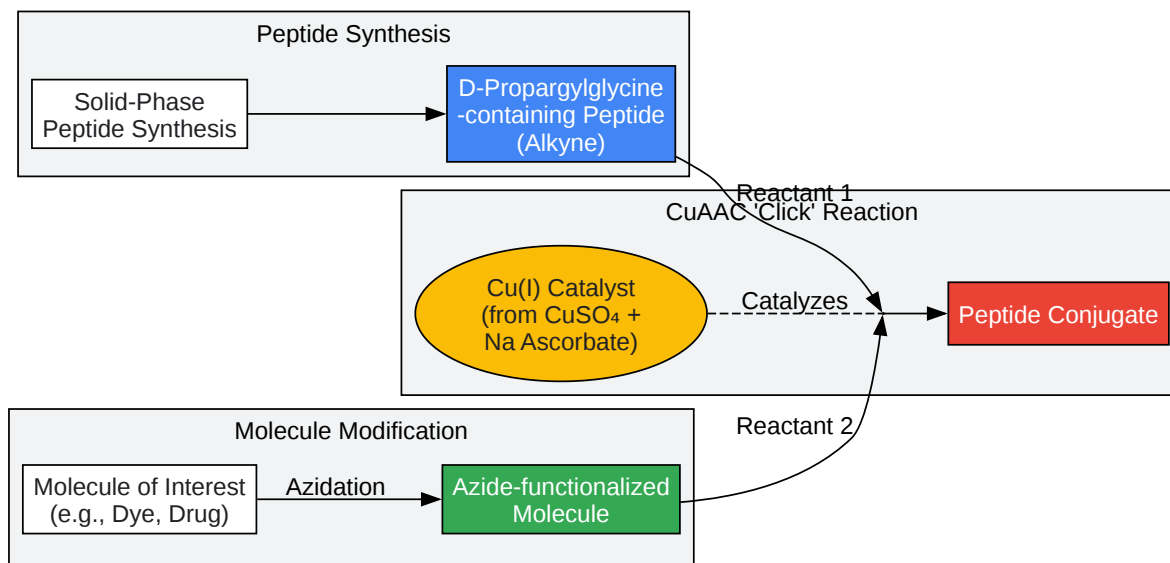 Peptide Synthesis
Solid-Phase
Peptide Synthesis
D-Propargylglycine
-containing Peptide
(Alkyne)
Reactant 1
CuAAC 'Click' Reaction
Cu(I) Catalyst
(from CuSO₄ +
Na Ascorbate)
Catalyzes
Peptide Conjugate
Reactant 2
Molecule Modification
Molecule of Interest
(e.g., Dye, Drug)
Azidation
Azide-functionalized
Molecule